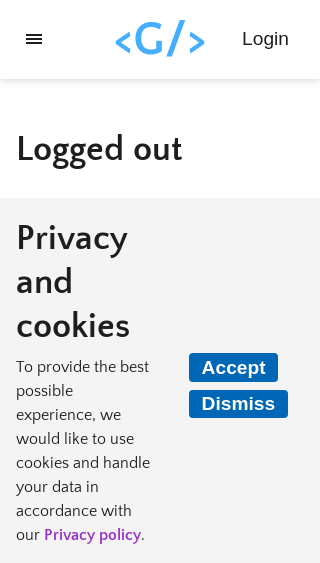 <G/>
Login
Logged out
Privacy
and
cookies
To provide the best
possible
experience, we
would like to use
cookies and handle
your data in
accordance with
our Privacy policy.
Accept
Dismiss